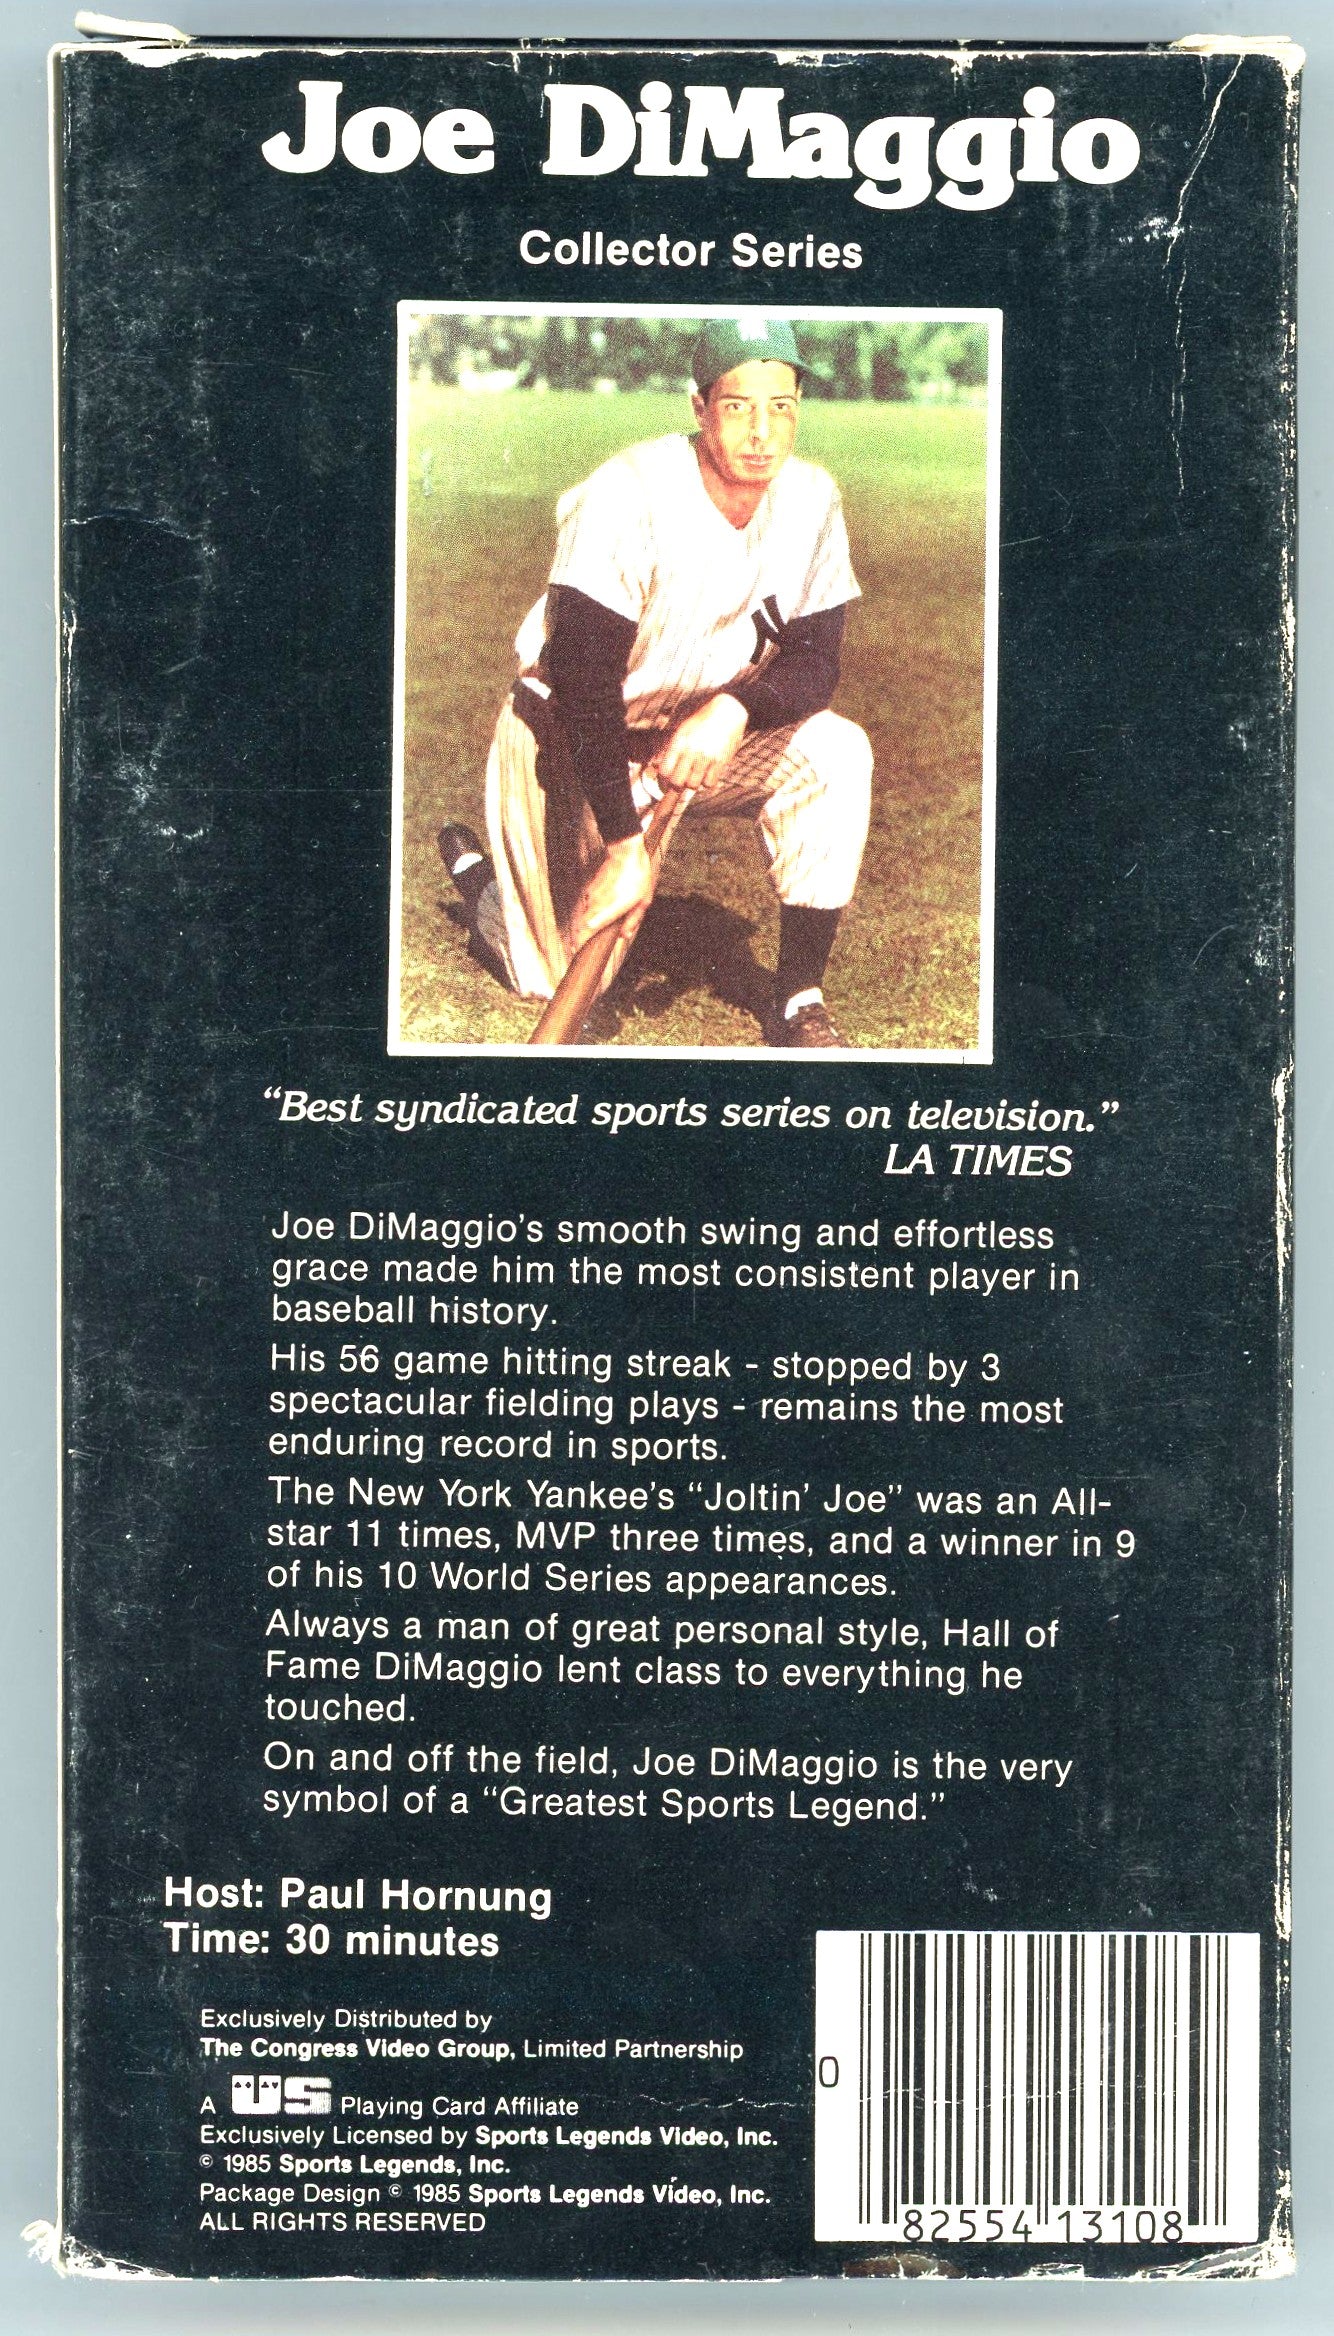 Joe DiMaggio
Collector Series
“Best syndicated sports series on television.”
LA TIMES
Joe DiMaggio’s smooth swing and effortless
grace made him the most consistent player in
baseball history.
His 56 game hitting streak - stopped by 3
spectacular fielding plays - remains the most
enduring record in sports.
The New York Yankee’s “Joltin’ Joe” was an All-
star 11 times, MVP three times, and a winner in 9
of his 10 World Series appearances.
Always a man of great personal style, Hall of
Fame DiMaggio lent class to everything he
touched.
On and off the field, Joe DiMaggio is the very
symbol of a “Greatest Sports Legend.”
Host: Paul Hornung
Time: 30 minutes
Exclusively Distributed by
The Congress Video Group, Limited Partnership
A US Playing Card Affiliate
Exclusively Licensed by Sports Legends Video, Inc.
© 1985 Sports Legends, Inc.
Package Design © 1985 Sports Legends Video, Inc.
ALL RIGHTS RESERVED
0 82554 13108